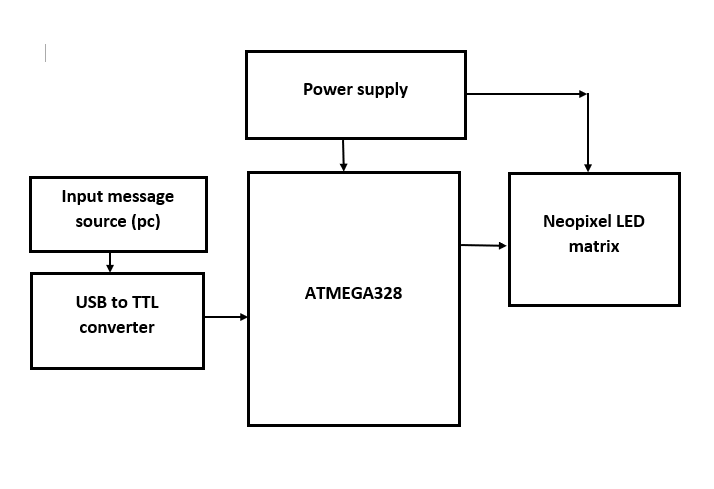 Power supply
Input message
source (pc)
Neopixel LED
matrix
ATMEGA328
USB to TTL
converter